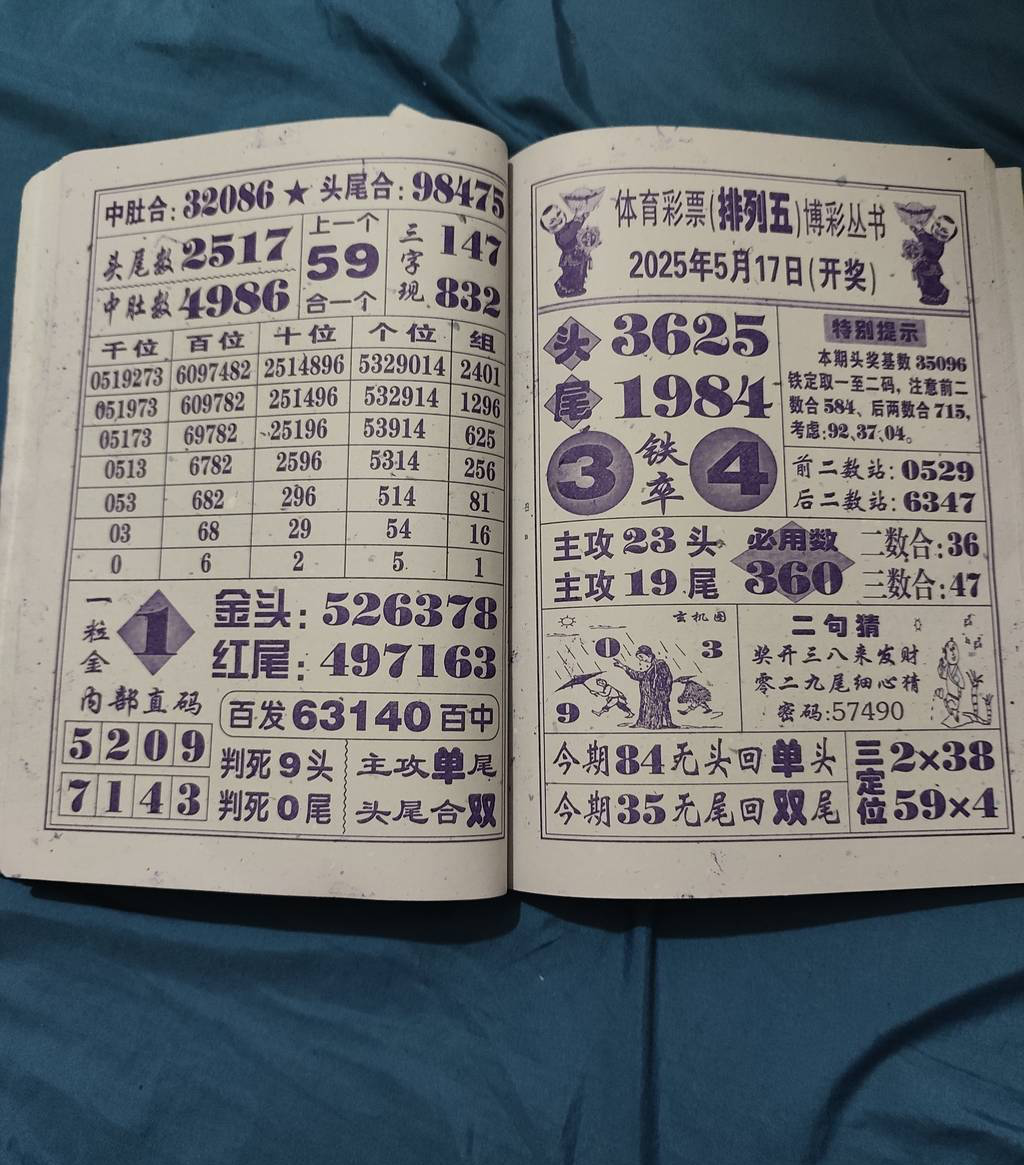 中肚合:32086★头尾合:98475
头尾数2517
中肚数4986
上一个
59
合一个
三字现
147
832
千位 百位 十位 个位 组
0519273 6097482 2514896 5329014 2401
051973 609782 251496 532914 1296
05173 69782 25196 53914 625
0513 6782 2596 5314 256
053 682 296 514 81
03 68 29 54 16
0 6 2 5 1
一粒金
1
金头:526378
红尾:497163
内部直码
5209
7143
百发63140百中
判死9头
判死0尾
主攻单尾
头尾合双
体育彩票(排列五)博彩丛书
2025年5月17日(开奖)
头 3625
尾 1984
3 铁卒 4
特别提示
本期头奖基数35096
铁定取一至二码，注意前二
数合584、后两数合715，
考虑:92、37、04。
前二数站:0529
后二数站:6347
主攻23头
主攻19尾
必用数
360
二数合:36
三数合:47
玄机图
0 3
9
二句猜
奖开三八来发财
零二九尾细心猜
密码:57490
今期84无头回单头
今期35无尾回双尾
三定位
2×38
59×4